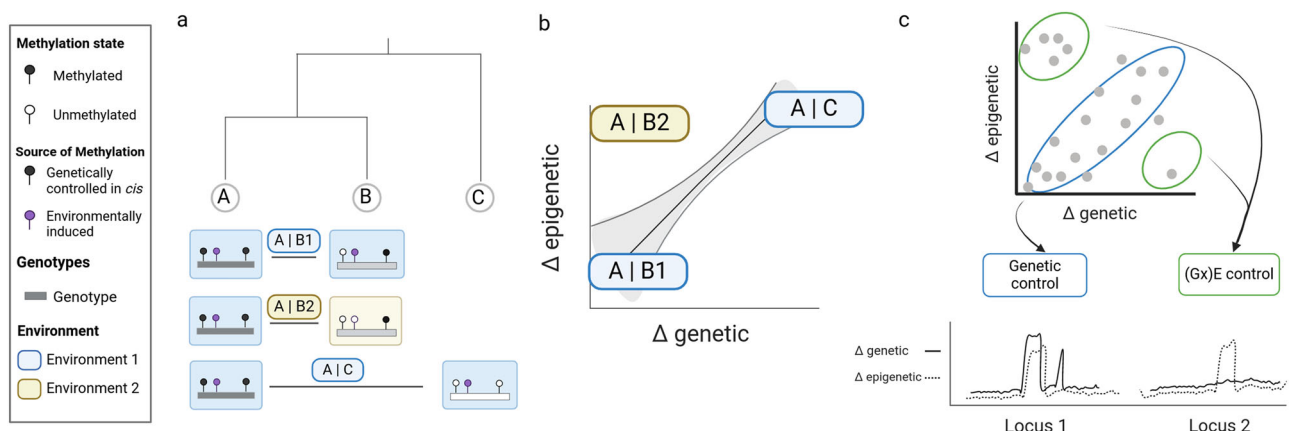 Methylation state
Methylated
Unmethylated
Source of Methylation
Genetically
controlled in cis
Environmentally
induced
Genotypes
Genotype
Environment
Environment 1
Environment 2
a
A
B
C
A | B1
A | B2
A | C
b
Δ epigenetic
A | B2
A | C
A | B1
Δ genetic
c
Δ epigenetic
Δ genetic
Genetic
control
(Gx)E control
Δ genetic
Δ epigenetic
Locus 1
Locus 2